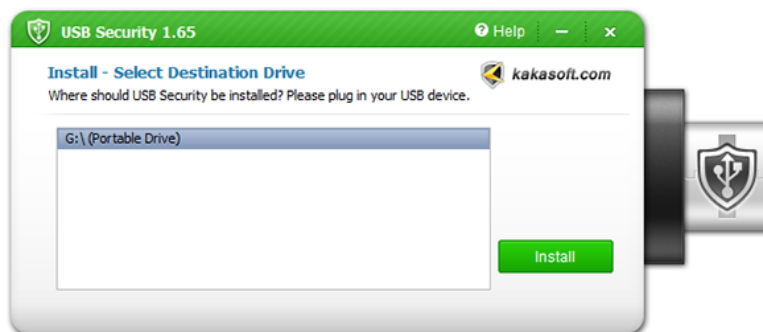 USB Security 1.65
Help
Install - Select Destination Drive
kakasoft.com
Where should USB Security be installed? Please plug in your USB device.
G:\ (Portable Drive)
Install